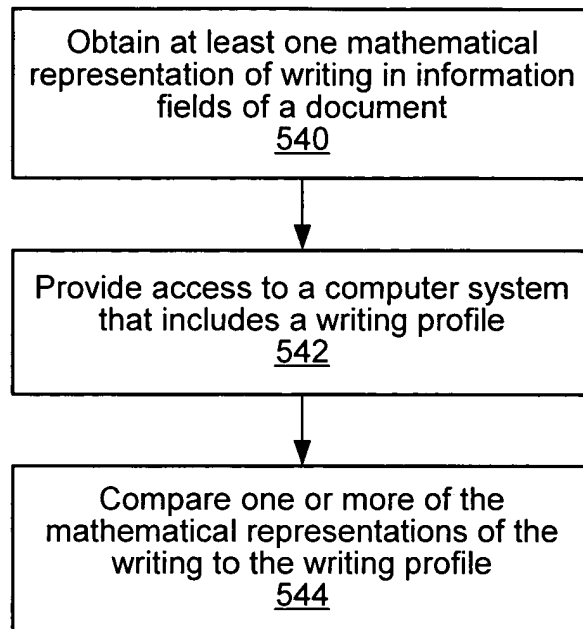 Obtain at least one mathematical
representation of writing in information
fields of a document
540
Provide access to a computer system
that includes a writing profile
542
Compare one or more of the
mathematical representations of the
writing to the writing profile
544